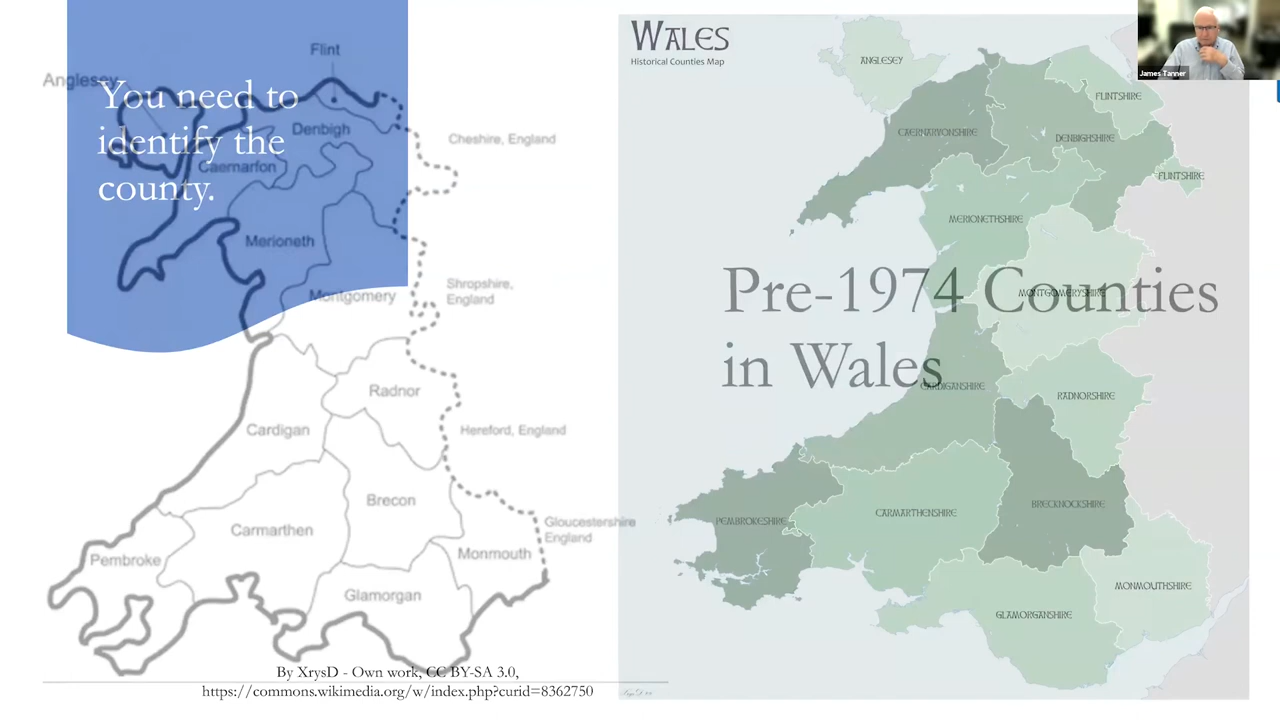 You need to
identify the
county.
Anglesey
Flint
Denbigh
Caernarfon
Merioneth
Montgomery
Cheshire, England
Shropshire,
England
Radnor
Cardigan
Hereford, England
Brecon
Carmarthen
Gloucestershire
England
Pembroke
Monmouth
Glamorgan
By XrysD - Own work, CC BY-SA 3.0,
https://commons.wikimedia.org/w/index.php?curid=8362750
WALES
Historical Counties Map
ANGLESEY
FLINTSHIRE
CAERNARVONSHIRE
DENBIGHSHIRE
FLINTSHIRE
MERIONETHSHIRE
Pre-1974 Counties
in Wales
MONTGOMERYSHIRE
CARDIGANSHIRE
RADNORSHIRE
BRECKNOCKSHIRE
PEMBROKESHIRE
CARMARTHENSHIRE
MONMOUTHSHIRE
GLAMORGANSHIRE
James Tanner